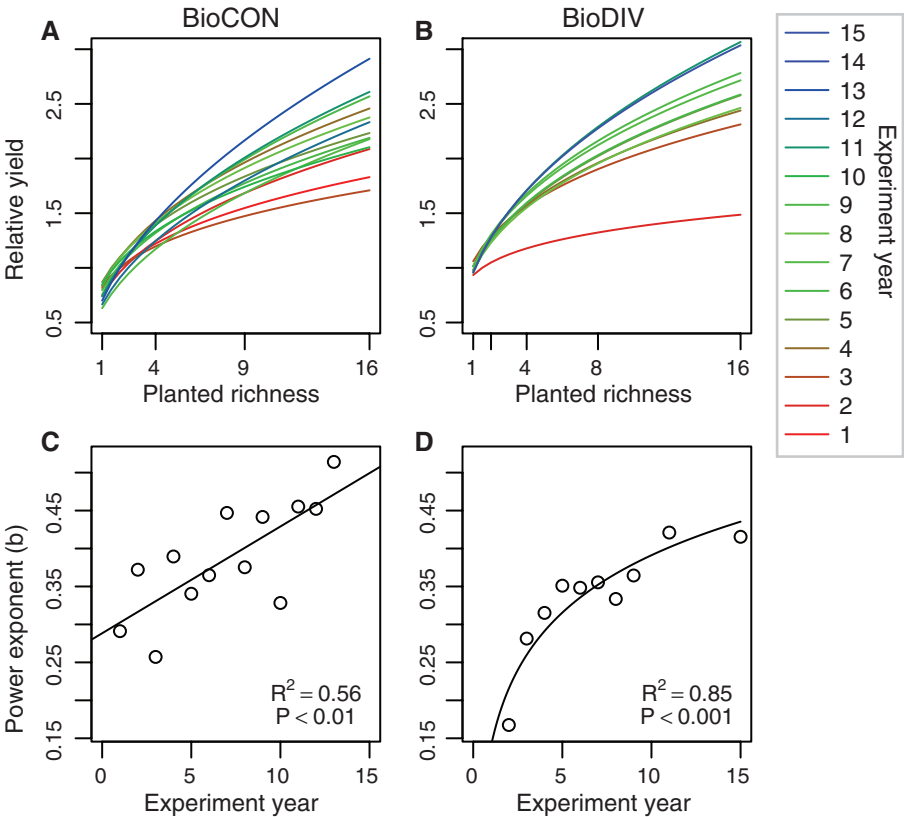 A
BioCON
B
BioDIV
Relative yield
0.5
1.5
2.5
1
4
9
16
Planted richness
0.5
1.5
2.5
1
4
8
16
Planted richness
15
14
13
12
11
10
9
8
7
6
5
4
3
2
1
Experiment year
C
Power exponent (b)
0.15
0.25
0.35
0.45
R² = 0.56
P < 0.01
0
5
10
15
Experiment year
D
0.15
0.25
0.35
0.45
R² = 0.85
P < 0.001
0
5
10
15
Experiment year